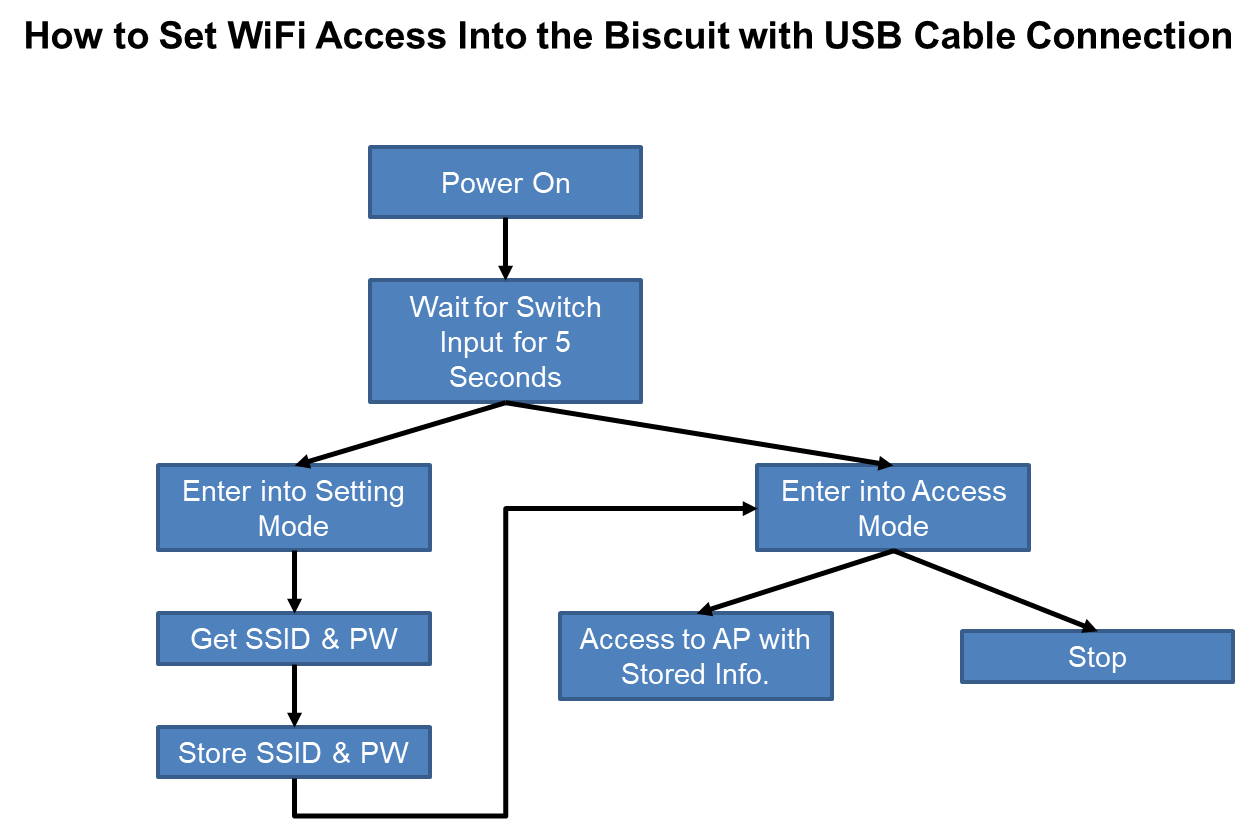 How to Set WiFi Access Into the Biscuit with USB Cable Connection
Power On
Wait for Switch
Input for 5
Seconds
Enter into Setting
Mode
Enter into Access
Mode
Get SSID & PW
Access to AP with
Stored Info.
Stop
Store SSID & PW